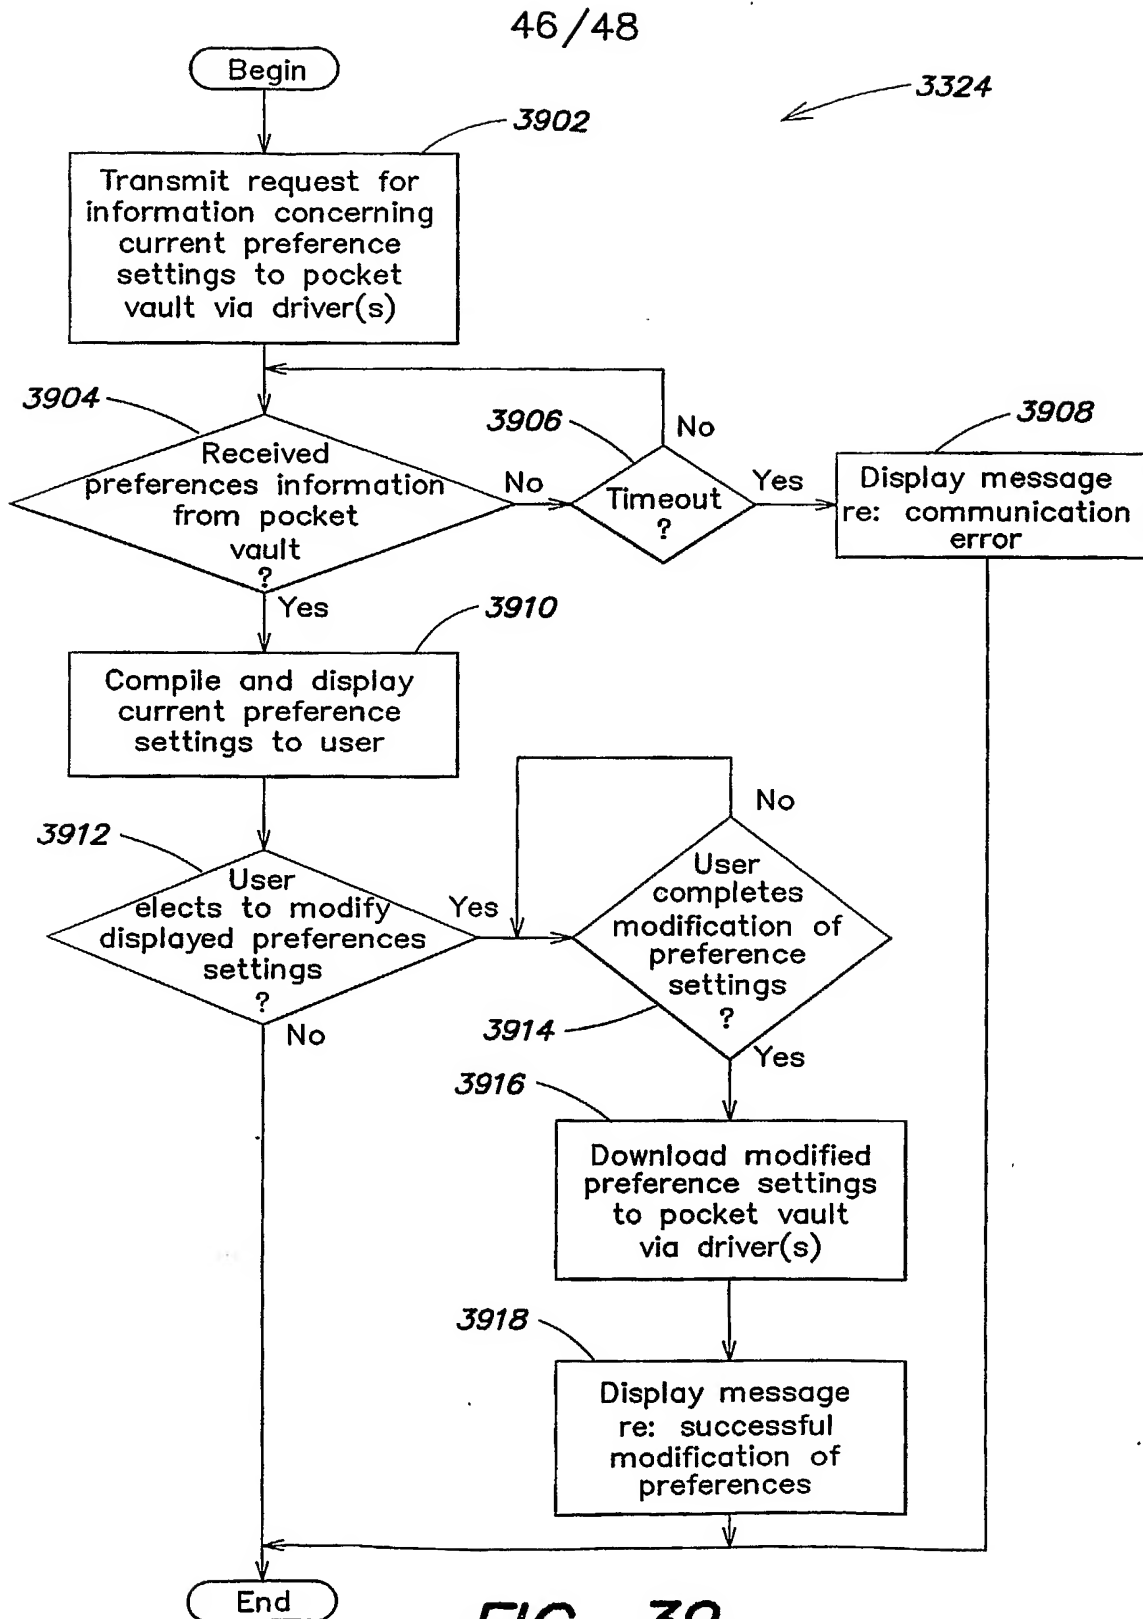 46/48
Begin
3324
3902
Transmit request for
information concerning
current preference
settings to pocket
vault via driver(s)
3904
Received
preferences information
from pocket
vault
?
No
Yes
3906
Timeout
?
No
Yes
3908
Display message
re: communication
error
3910
Compile and display
current preference
settings to user
3912
User
elects to modify
displayed preferences
settings
?
Yes
No
3914
User
completes
modification of
preference
settings
?
No
Yes
3916
Download modified
preference settings
to pocket vault
via driver(s)
3918
Display message
re: successful
modification of
preferences
End
FIG. 39